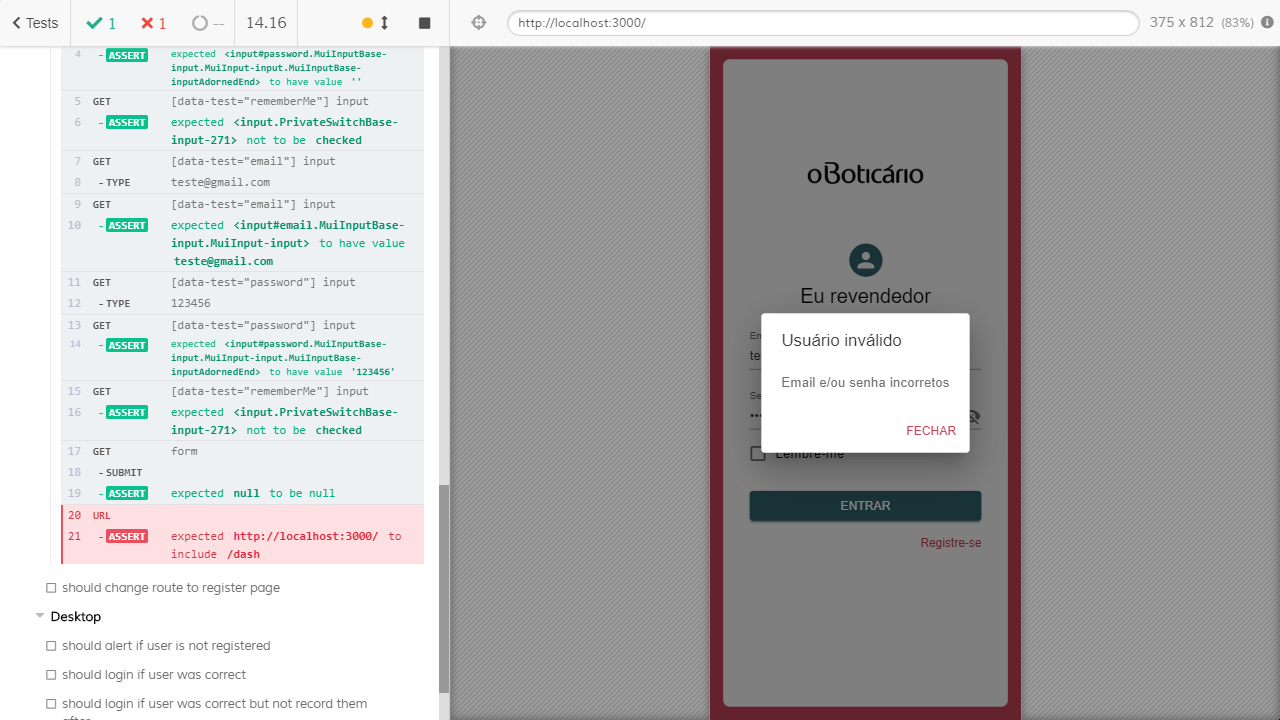 Tests
1
1
--
14.16
http://localhost:3000/
375 x 812 (83%)
4 - ASSERT expected <input#password.MuiInputBase-
input.MuiInput-input.MuiInputBase-
inputAdornedEnd> to have value ''
5 GET [data-test="rememberMe"] input
6 - ASSERT expected <input.PrivateSwitchBase-
input-271> not to be checked
7 GET [data-test="email"] input
8 - TYPE teste@gmail.com
9 GET [data-test="email"] input
10 - ASSERT expected <input#email.MuiInputBase-
input.MuiInput-input> to have value
teste@gmail.com
11 GET [data-test="password"] input
12 - TYPE 123456
13 GET [data-test="password"] input
14 - ASSERT expected <input#password.MuiInputBase-
input.MuiInput-input.MuiInputBase-
inputAdornedEnd> to have value '123456'
15 GET [data-test="rememberMe"] input
16 - ASSERT expected <input.PrivateSwitchBase-
input-271> not to be checked
17 GET form
18 - SUBMIT
19 - ASSERT expected null to be null
20 URL
21 - ASSERT expected http://localhost:3000/ to
include /dash
should change route to register page
Desktop
should alert if user is not registered
should login if user was correct
should login if user was correct but not record them
after
oBoticário
Eu revendedor
Usuário inválido
Email e/ou senha incorretos
FECHAR
Lembre-me
ENTRAR
Registre-se